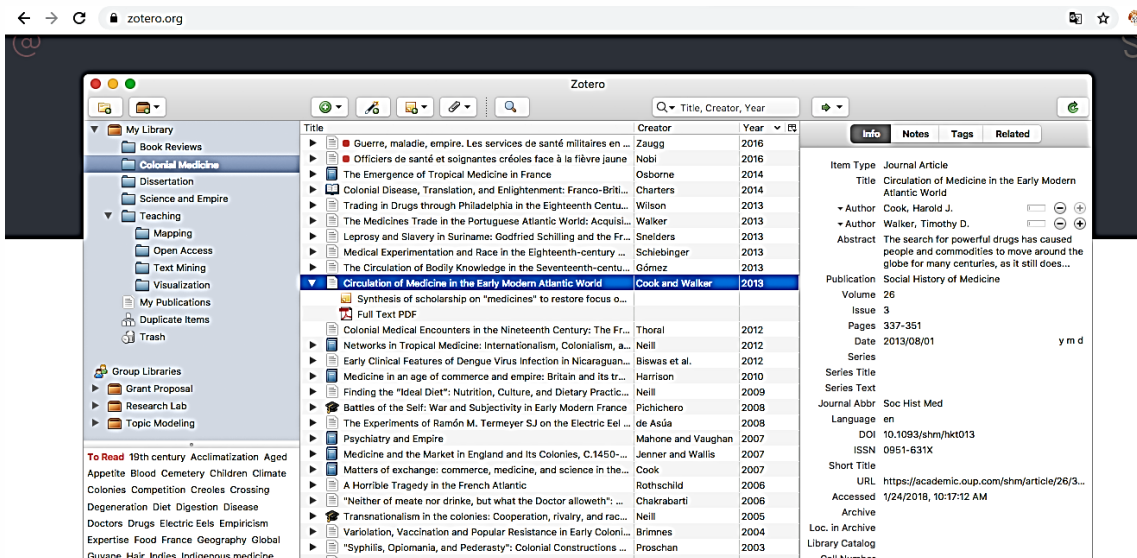 zotero.org
Zotero
Title, Creator, Year
My Library
Book Reviews
Colonial Medicine
Dissertation
Science and Empire
Teaching
Mapping
Open Access
Text Mining
Visualization
My Publications
Duplicate Items
Trash
Group Libraries
Grant Proposal
Research Lab
Topic Modeling
To Read 19th century Acclimatization Aged
Appetite Blood Cemetery Children Climate
Colonies Competition Creoles Crossing
Degeneration Diet Digestion Disease
Doctors Drugs Electric Eels Empiricism
Expertise Food France Geography Global
Guyane Hair Indies Indigenous medicine
Title Creator Year
Guerre, maladie, empire. Les services de santé militaires en ... Zaugg 2016
Officiers de santé et soignantes créoles face à la fièvre jaune Nobi 2016
The Emergence of Tropical Medicine in France Osborne 2014
Colonial Disease, Translation, and Enlightenment: Franco-Briti... Charters 2014
Trading in Drugs through Philadelphia in the Eighteenth Centu... Wilson 2013
The Medicines Trade in the Portuguese Atlantic World: Acquisi... Walker 2013
Leprosy and Slavery in Suriname: Godfried Schilling and the Fr... Snelders 2013
Medical Experimentation and Race in the Eighteenth-century ... Schiebinger 2013
The Circulation of Bodily Knowledge in the Seventeenth-centu... Gómez 2013
Circulation of Medicine in the Early Modern Atlantic World Cook and Walker 2013
Synthesis of scholarship on "medicines" to restore focus o...
Full Text PDF
Colonial Medical Encounters in the Nineteenth Century: The Fr... Thoral 2012
Networks in Tropical Medicine: Internationalism, Colonialism, a... Neill 2012
Early Clinical Features of Dengue Virus Infection in Nicaraguan... Biswas et al. 2012
Medicine in an age of commerce and empire: Britain and its tr... Harrison 2010
Finding the "Ideal Diet": Nutrition, Culture, and Dietary Practic... Neill 2009
Battles of the Self: War and Subjectivity in Early Modern France Pichichero 2008
The Experiments of Ramón M. Termeyer SJ on the Electric Eel ... de Asúa 2008
Psychiatry and Empire Mahone and Vaughan 2007
Medicine and the Market in England and Its Colonies, C.1450-... Jenner and Wallis 2007
Matters of exchange: commerce, medicine, and science in the... Cook 2007
A Horrible Tragedy in the French Atlantic Rothschild 2006
"Neither of meate nor drinke, but what the Doctor alloweth": ... Chakrabarti 2006
Transnationalism in the colonies: Cooperation, rivalry, and rac... Neill 2005
Variolation, Vaccination and Popular Resistance in Early Coloni... Brimnes 2004
"Syphilis, Opiomania, and Pederasty": Colonial Constructions ... Proschan 2003
Info Notes Tags Related
Item Type Journal Article
Title Circulation of Medicine in the Early Modern
Atlantic World
Author Cook, Harold J.
Author Walker, Timothy D.
Abstract The search for powerful drugs has caused
people and commodities to move around the
globe for many centuries, as it still does...
Publication Social History of Medicine
Volume 26
Issue 3
Pages 337-351
Date 2013/08/01 y m d
Series
Series Title
Series Text
Journal Abbr Soc Hist Med
Language en
DOI 10.1093/shm/hkt013
ISSN 0951-631X
Short Title
URL https://academic.oup.com/shm/article/26/3...
Accessed 1/24/2018, 10:17:12 AM
Archive
Loc. in Archive
Library Catalog